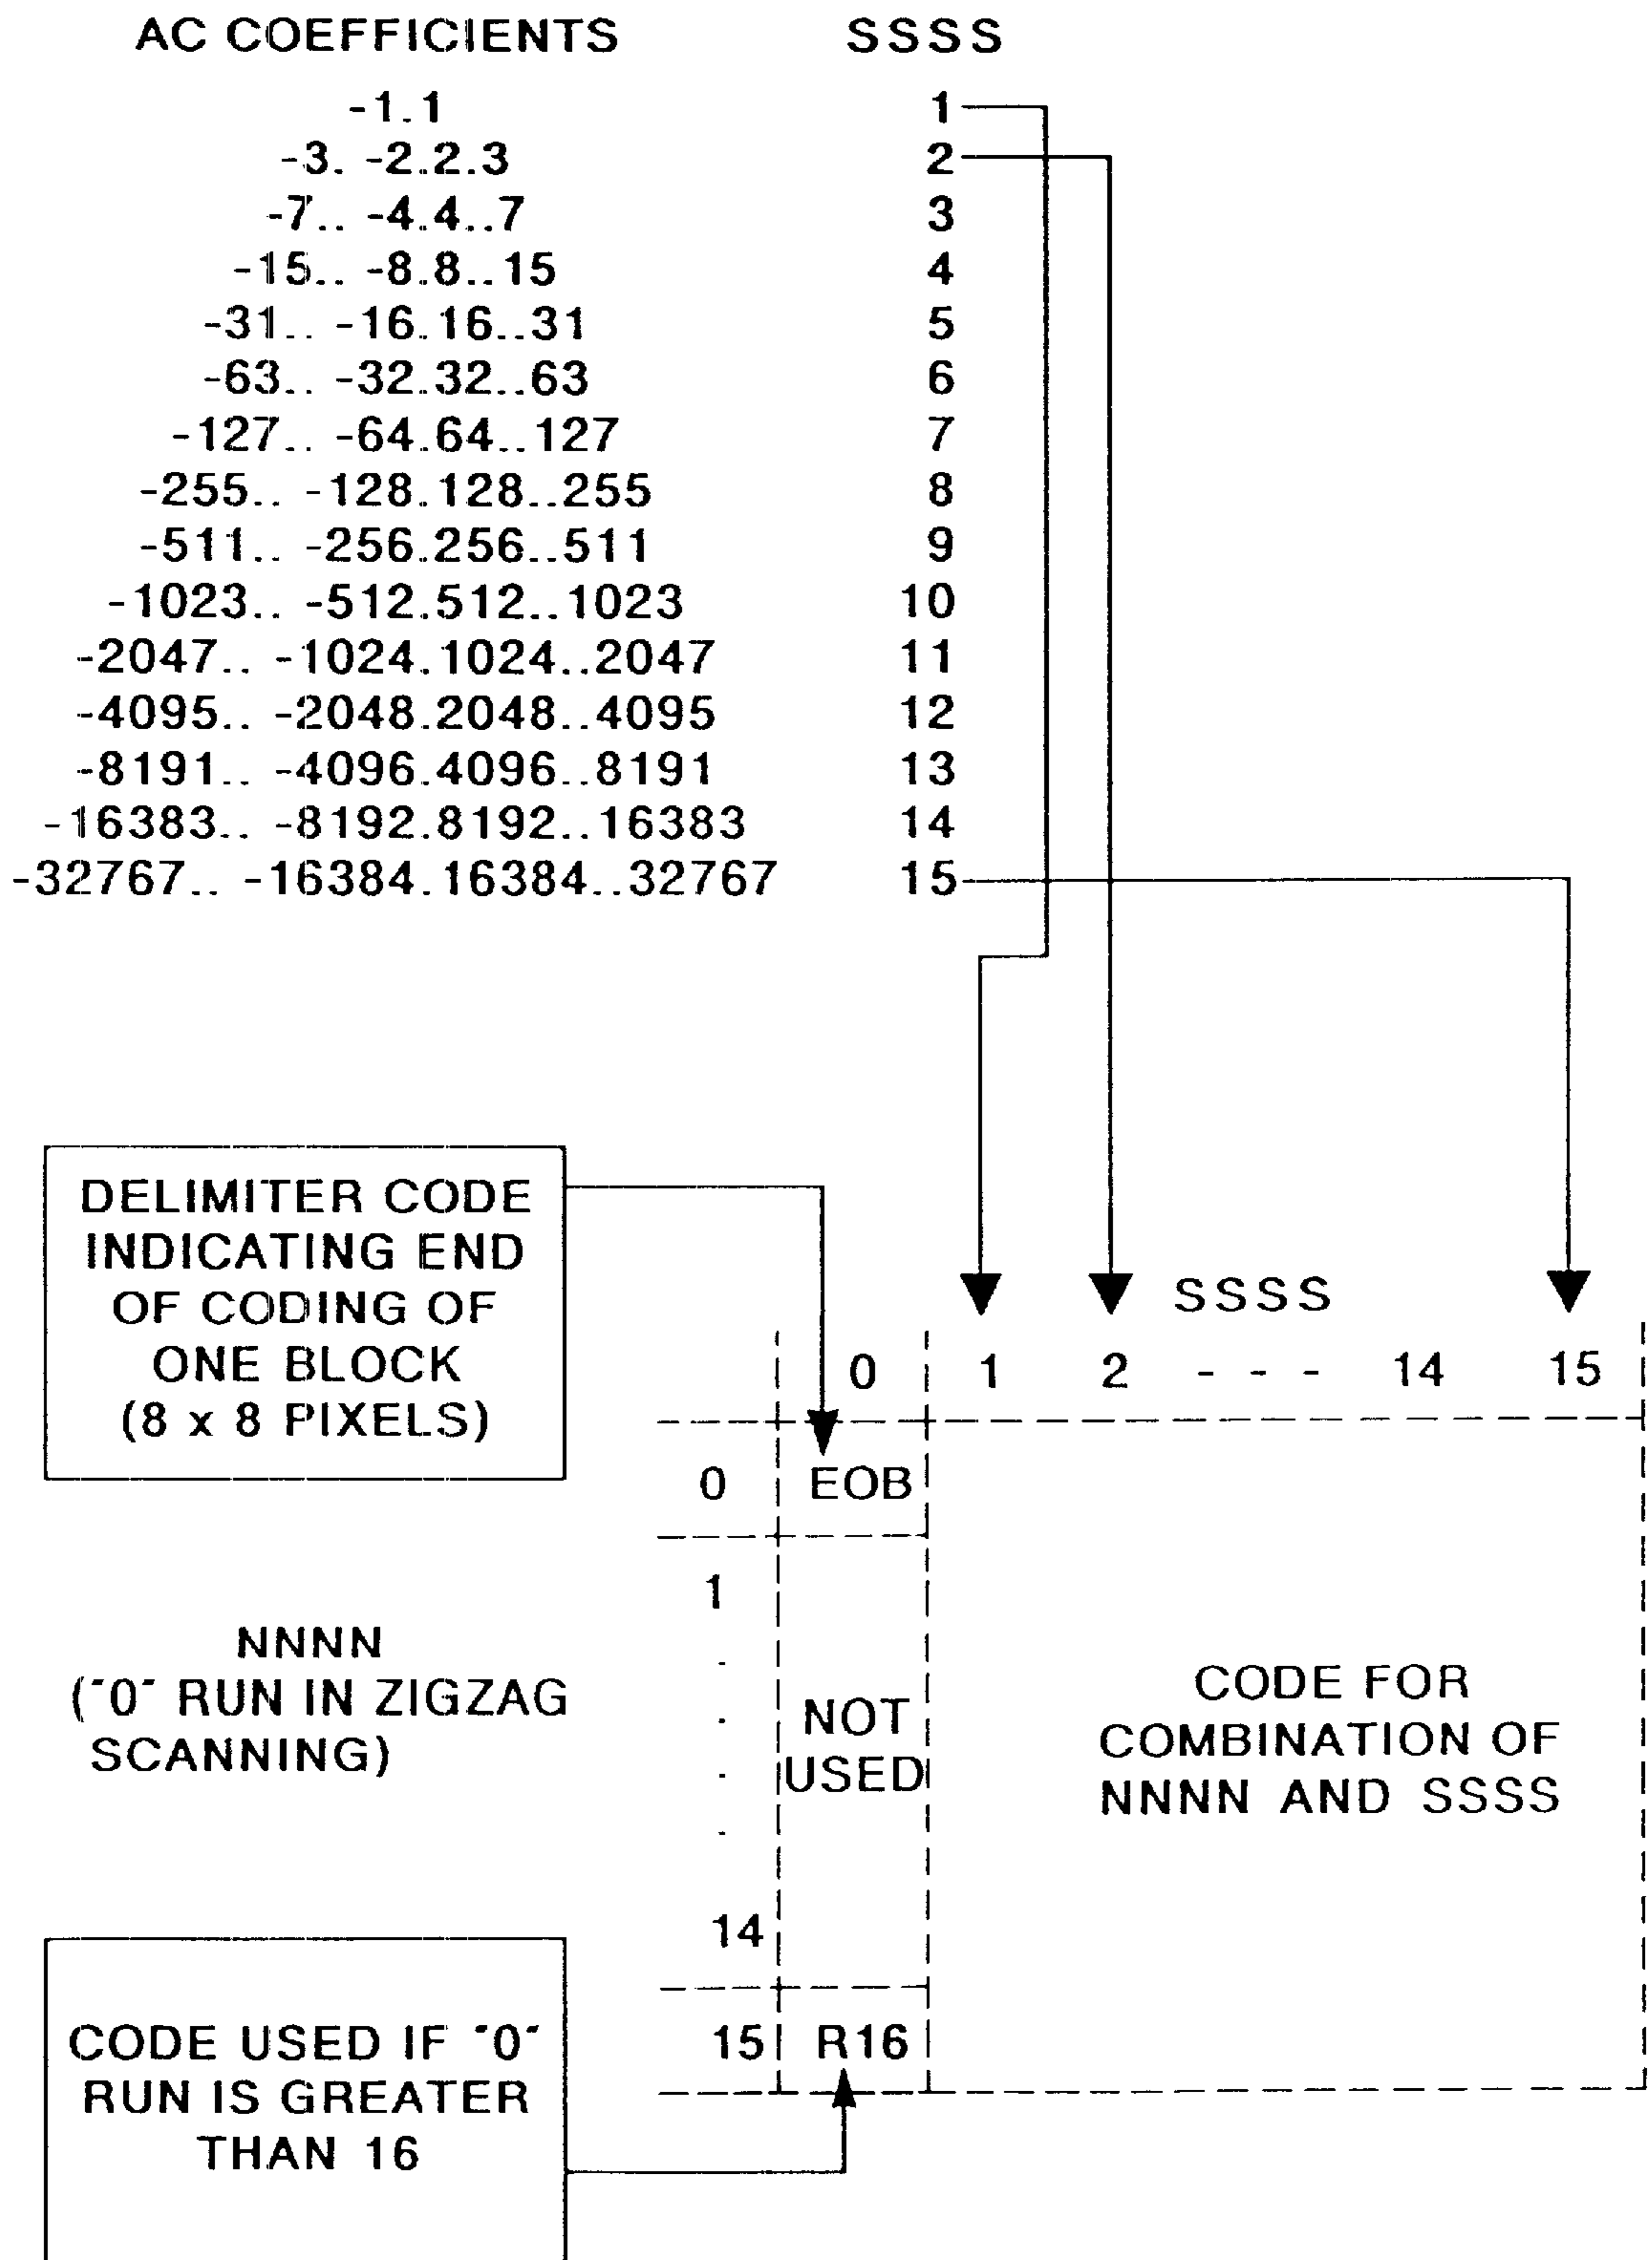 AC COEFFICIENTS SSSS
-1.1 1
-3. -2.2.3 2
-7.. -4.4..7 3
-15.. -8.8..15 4
-31.. -16.16..31 5
-63.. -32.32..63 6
-127.. -64.64..127 7
-255.. -128.128..255 8
-511.. -256.256..511 9
-1023.. -512.512..1023 10
-2047.. -1024.1024..2047 11
-4095.. -2048.2048..4095 12
-8191.. -4096.4096..8191 13
-16383.. -8192.8192..16383 14
-32767.. -16384.16384..32767 15
DELIMITER CODE
INDICATING END
OF CODING OF
ONE BLOCK
(8 x 8 PIXELS)
SSSS
0 1 2 - - - 14 15
0 EOB
1
.
.
.
.
14
NNNN
("0" RUN IN ZIGZAG
SCANNING)
NOT
USED
CODE FOR
COMBINATION OF
NNNN AND SSSS
15 R16
CODE USED IF "0"
RUN IS GREATER
THAN 16